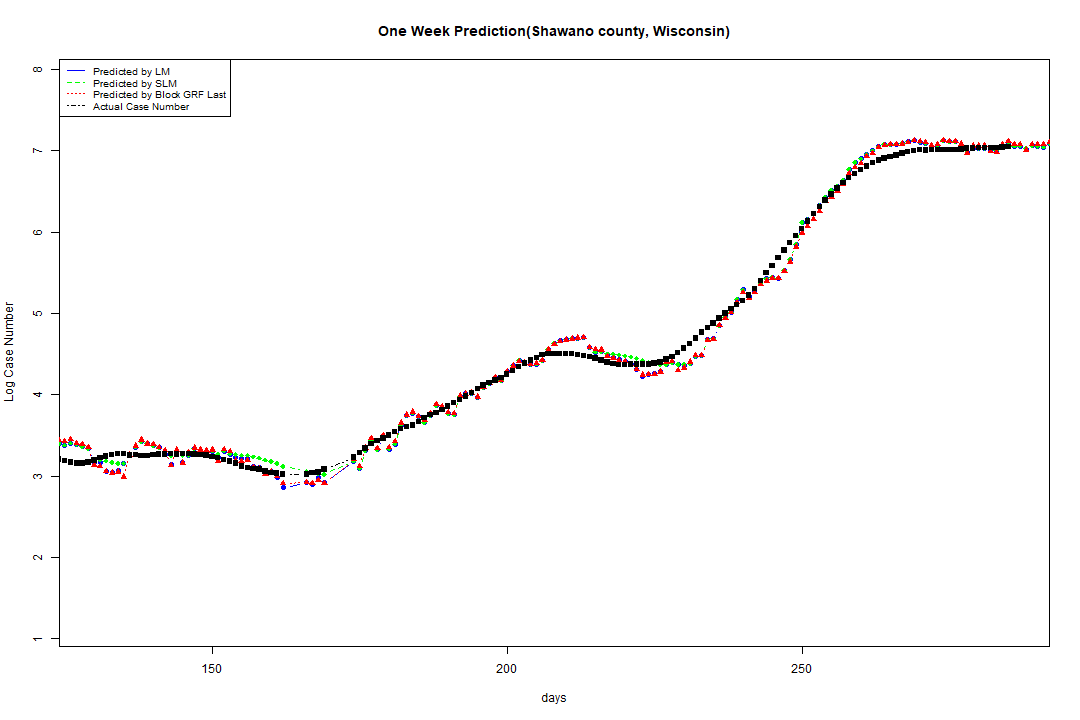 One Week Prediction(Shawano county, Wisconsin)
Predicted by LM
Predicted by SLM
Predicted by Block GRF Last
Actual Case Number
8
7
6
5
4
3
2
1
Log Case Number
150 200 250
days